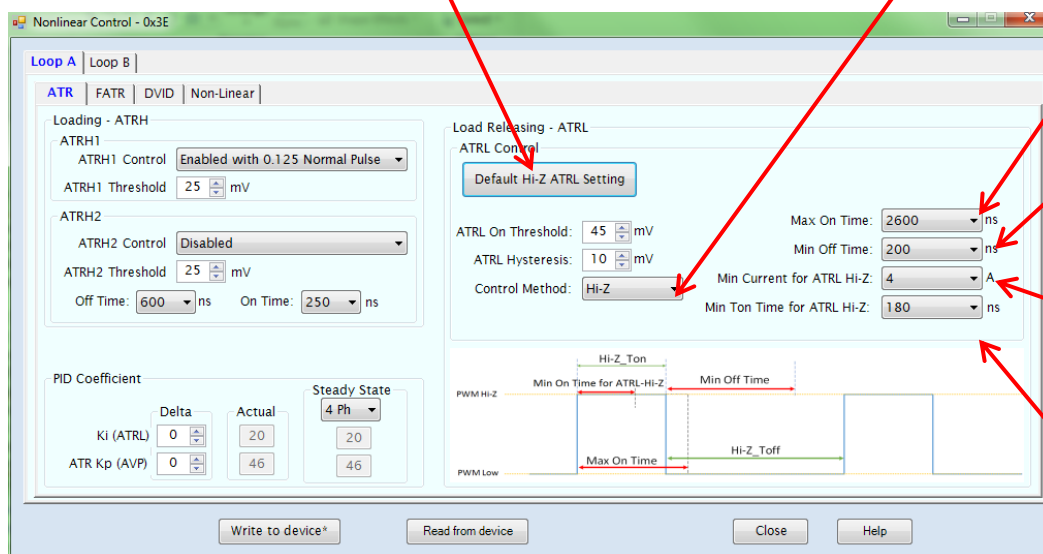 Nonlinear Control - 0x3E
Loop A
Loop B
ATR
FATR
DVID
Non-Linear
Loading - ATRH
ATRH1
ATRH1 Control
Enabled with 0.125 Normal Pulse
ATRH1 Threshold
25
mV
ATRH2
ATRH2 Control
Disabled
ATRH2 Threshold
25
mV
Off Time:
600
ns
On Time:
250
ns
PID Coefficient
Delta
Actual
Steady State
4 Ph
Ki (ATRL)
0
20
20
ATR Kp (AVP)
0
46
46
Load Releasing - ATRL
ATRL Control
Default Hi-Z ATRL Setting
ATRL On Threshold:
45
mV
ATRL Hysteresis:
10
mV
Control Method:
Hi-Z
Max On Time:
2600
ns
Min Off Time:
200
ns
Min Current for ATRL Hi-Z:
4
A
Min Ton Time for ATRL Hi-Z:
180
ns
Hi-Z_Ton
Min On Time for ATRL-Hi-Z
Min Off Time
PWM Hi-Z
Hi-Z_Toff
Max On Time
PWM Low
Write to device*
Read from device
Close
Help